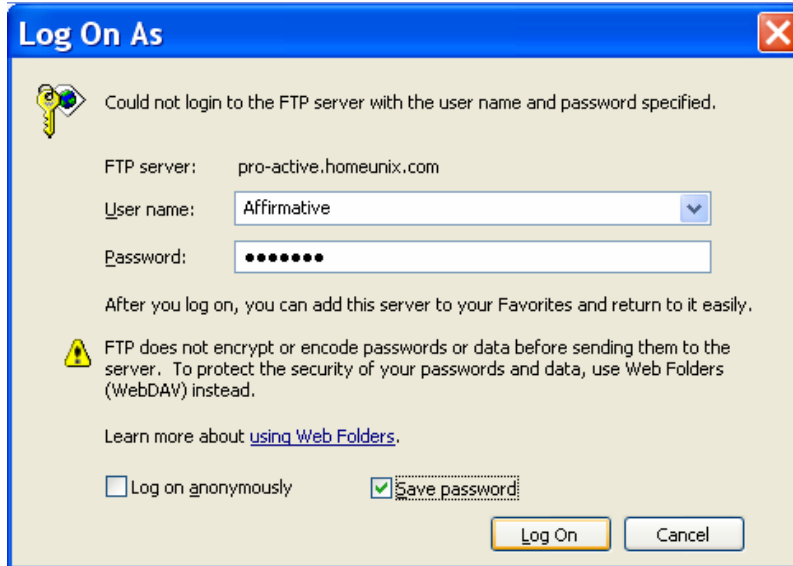 Log On As
Could not login to the FTP server with the user name and password specified.
FTP server: pro-active.homeunix.com
User name: Affirmative
Password: •••••••
After you log on, you can add this server to your Favorites and return to it easily.
FTP does not encrypt or encode passwords or data before sending them to the
server. To protect the security of your passwords and data, use Web Folders
(WebDAV) instead.
Learn more about using Web Folders.
Log on anonymously Save password
Log On Cancel